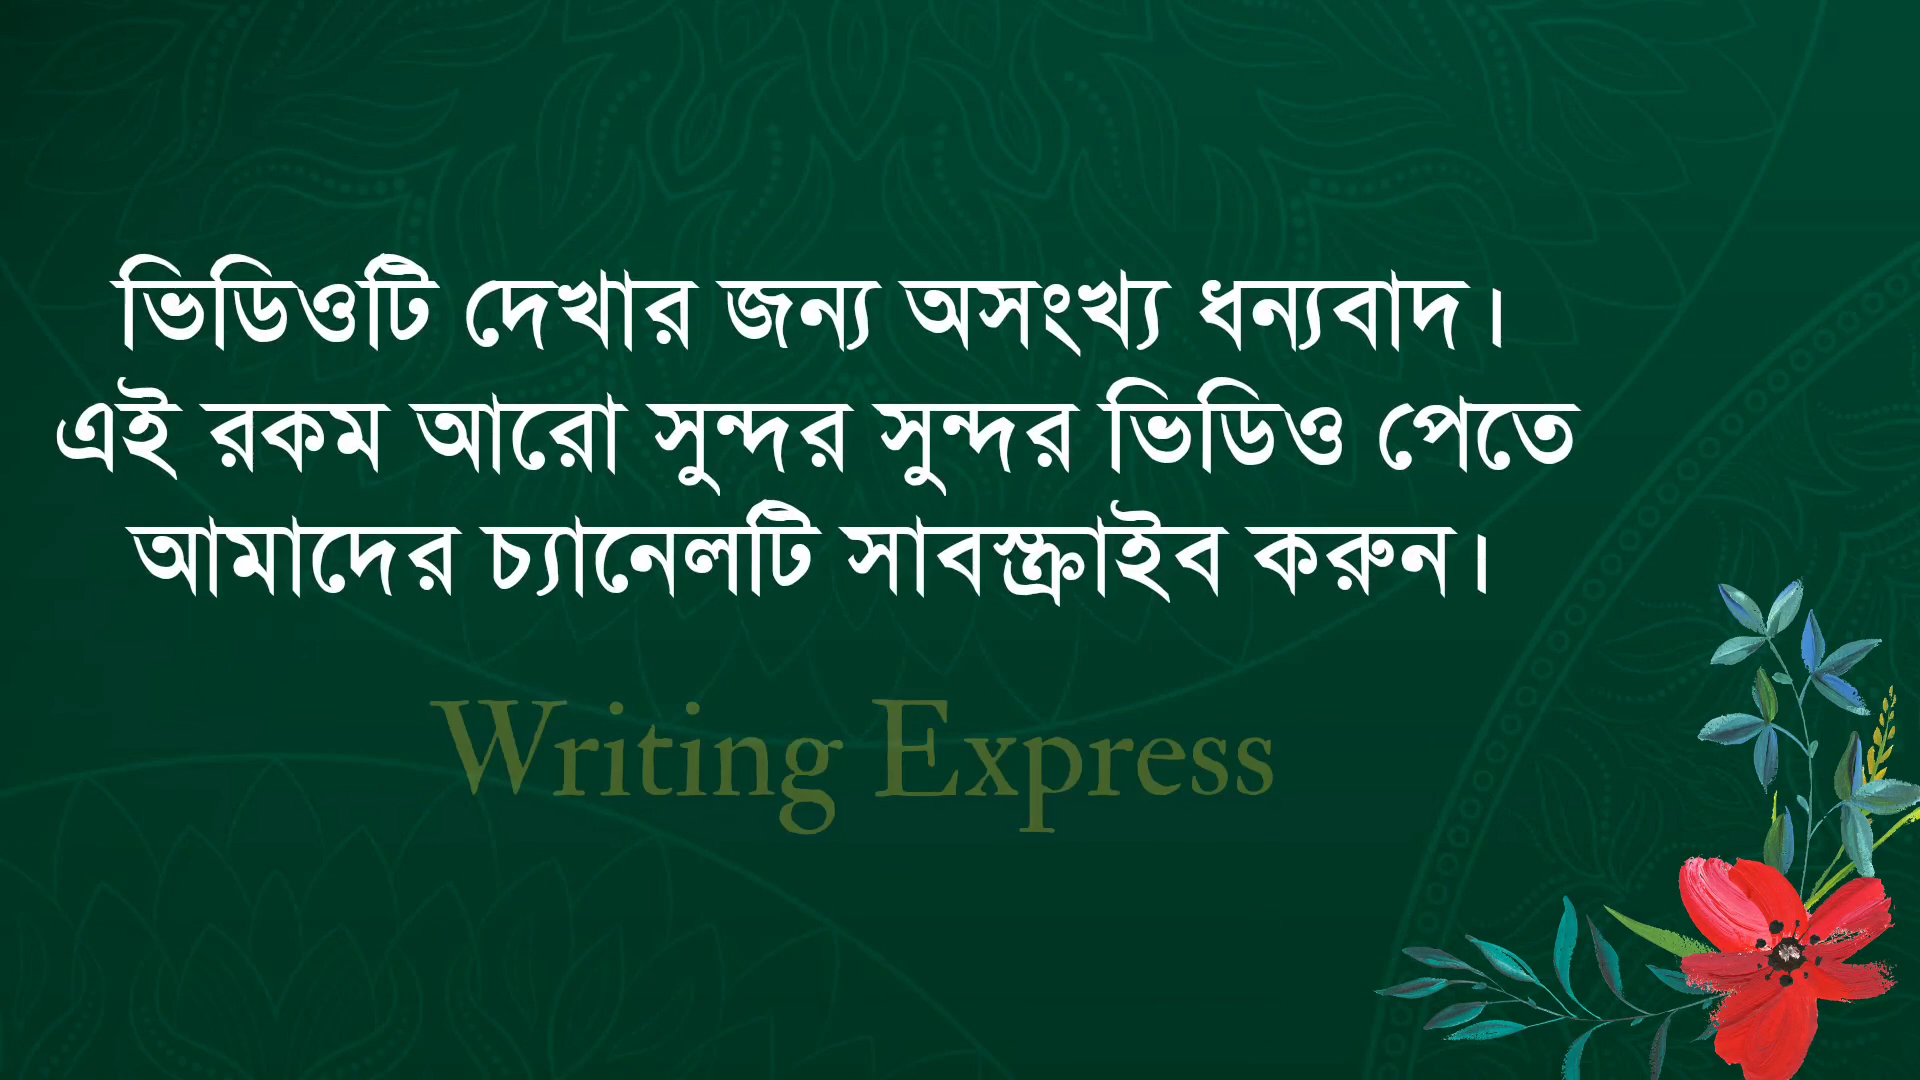 ভিডিওটি দেখার জন্য অসংখ্য ধন্যবাদ।
এই রকম আরো সুন্দর সুন্দর ভিডিও পেতে
আমাদের চ্যানেলটি সাবস্ক্রাইব করুন।
Writing Express